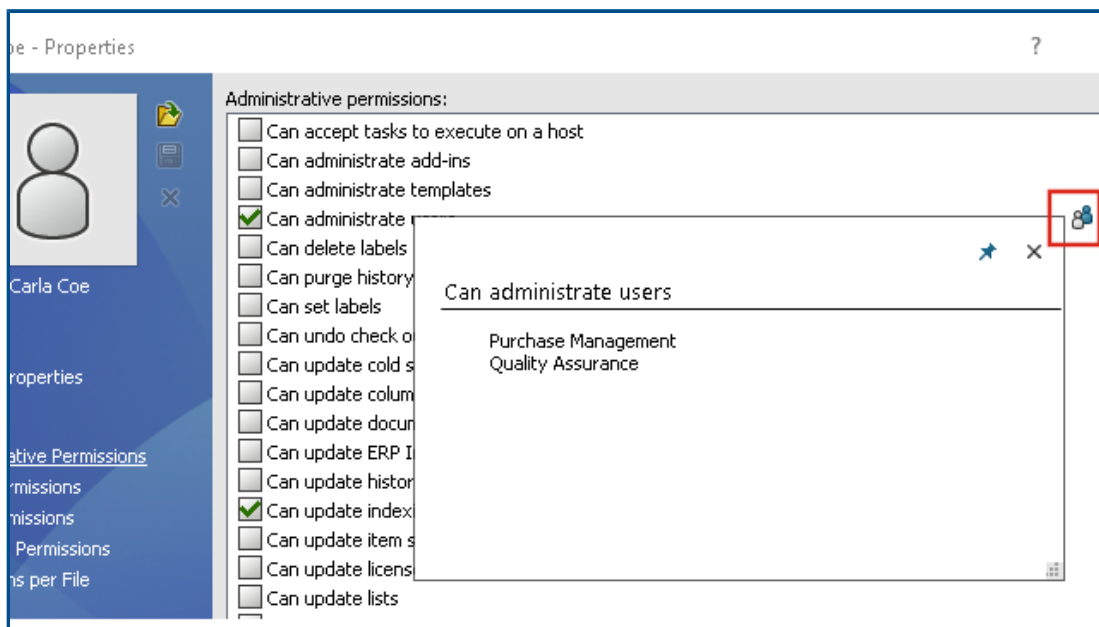 oe - Properties
?
Carla Coe
roperties
ative Permissions
rmissions
missions
Permissions
ns per File
Administrative permissions:
Can accept tasks to execute on a host
Can administrate add-ins
Can administrate templates
Can administrate users
Can delete labels
Can purge history
Can set labels
Can undo check o
Can update cold s
Can update colum
Can update docum
Can update ERP I
Can update histor
Can update index
Can update item s
Can update licens
Can update lists
Can administrate users
Purchase Management
Quality Assurance